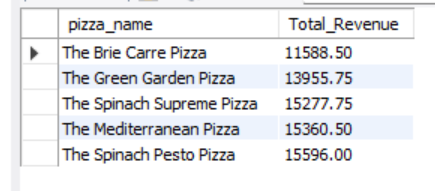 pizza_name Total_Revenue
The Brie Carre Pizza 11588.50
The Green Garden Pizza 13955.75
The Spinach Supreme Pizza 15277.75
The Mediterranean Pizza 15360.50
The Spinach Pesto Pizza 15596.00